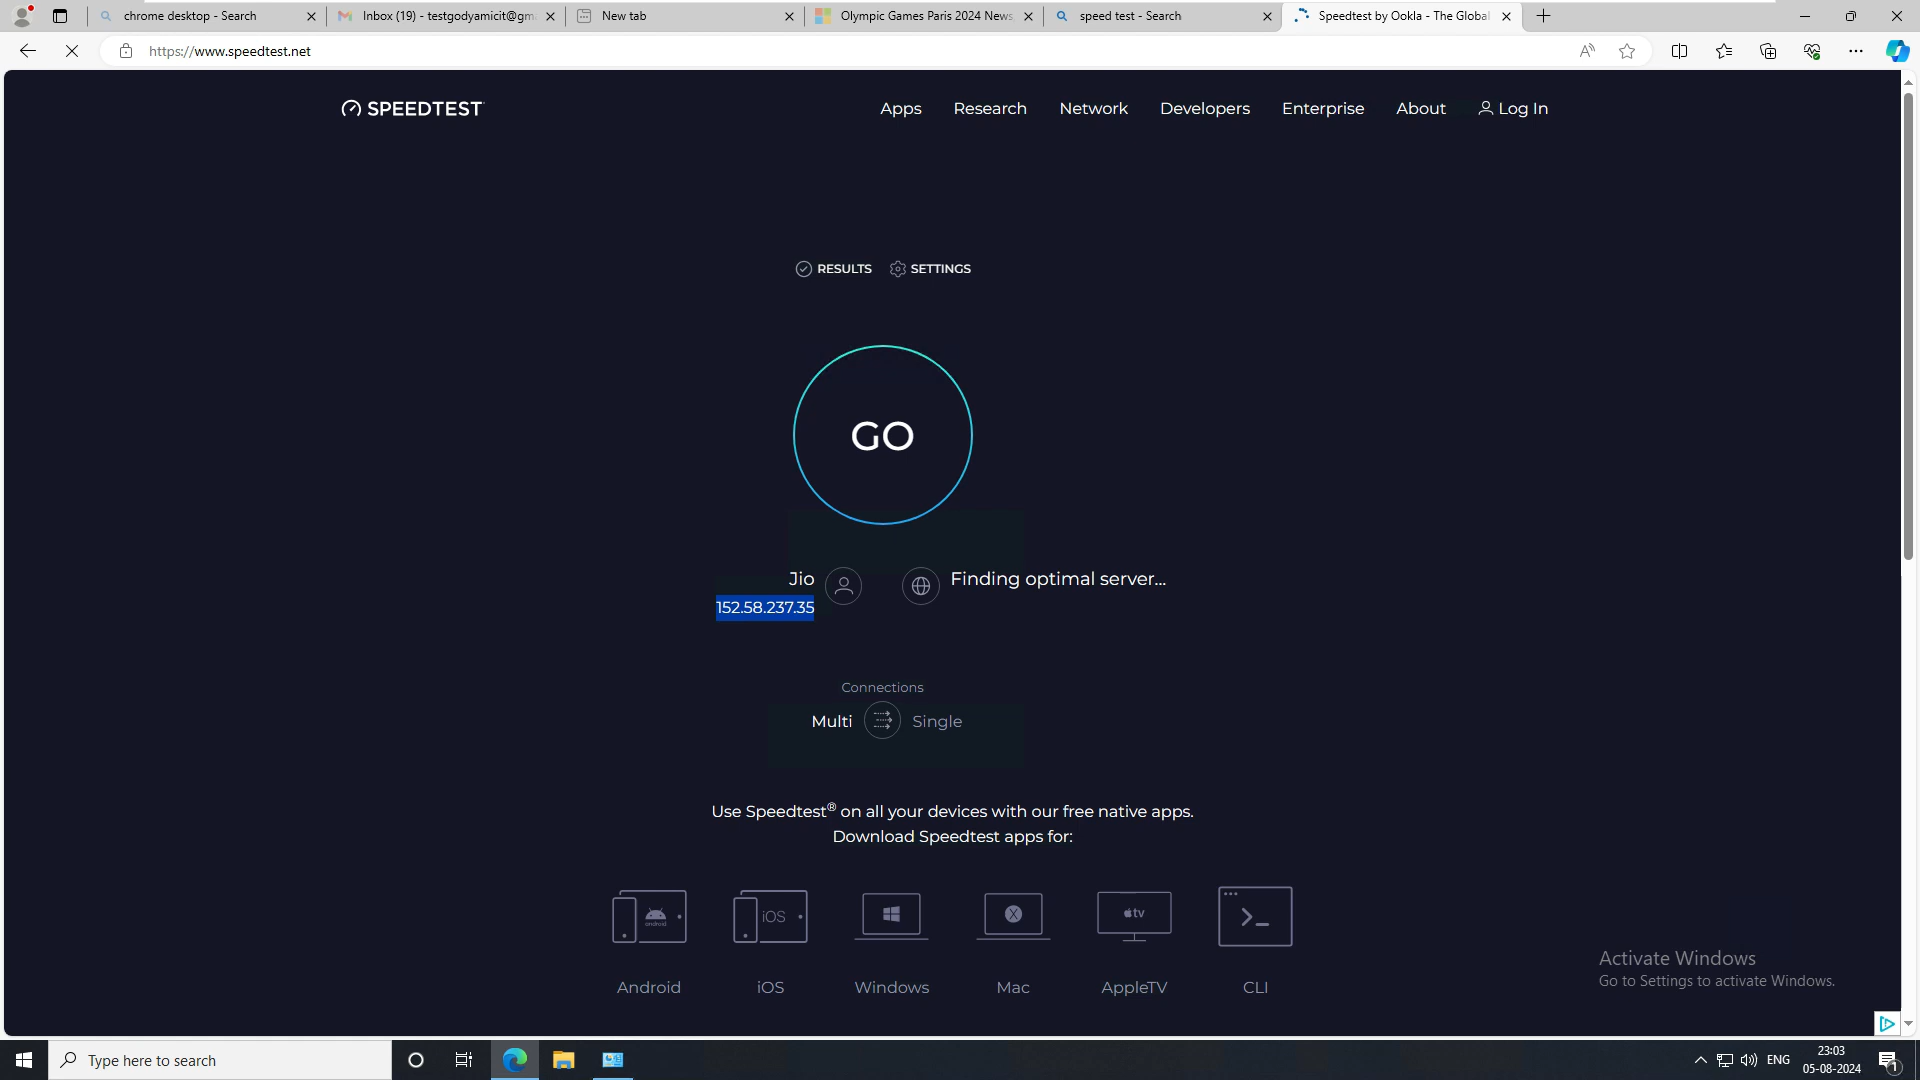 chrome desktop - Search
Inbox (19) - testgodyamicit@gm
New tab
Olympic Games Paris 2024 News,
speed test - Search
Speedtest by Ookla - The Global
https://www.speedtest.net
SPEEDTEST
Apps
Research
Network
Developers
Enterprise
About
Log In
RESULTS
SETTINGS
GO
Jio
152.58.237.35
Finding optimal server...
Connections
Multi
Single
Use Speedtest® on all your devices with our free native apps.
Download Speedtest apps for:
android
iOS
tv
Android
iOS
Windows
Mac
AppleTV
CLI
Activate Windows
Go to Settings to activate Windows.
Type here to search
ENG
23:03
05-08-2024
1